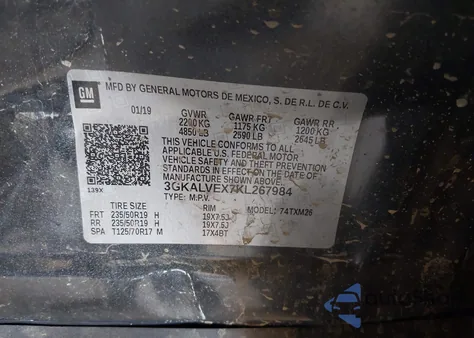 GM MFD BY GENERAL MOTORS DE MEXICO, S. DE R.L. DE C.V.
01/19 GVWR GAWR FRT GAWR RR
2200 KG 1175 KG 1200 KG
4850 LB 2590 LB 2645 LB
THIS VEHICLE CONFORMS TO ALL
APPLICABLE U.S. FEDERAL MOTOR
VEHICLE SAFETY AND
THEFT PREVENTION STANDARDS IN EFFECT ON
THE DATE OF MANUFACTURE SHOWN ABOVE.
139X 3GKALVEX7KL267984
TYPE: M.P.V. MODEL: 74TXM26
TIRE SIZE RIM
FRT 235/50R19 H 19X7.5J
RR 235/50R19 H 19X7.5J
SPA T125/70R17 M 17X4BT